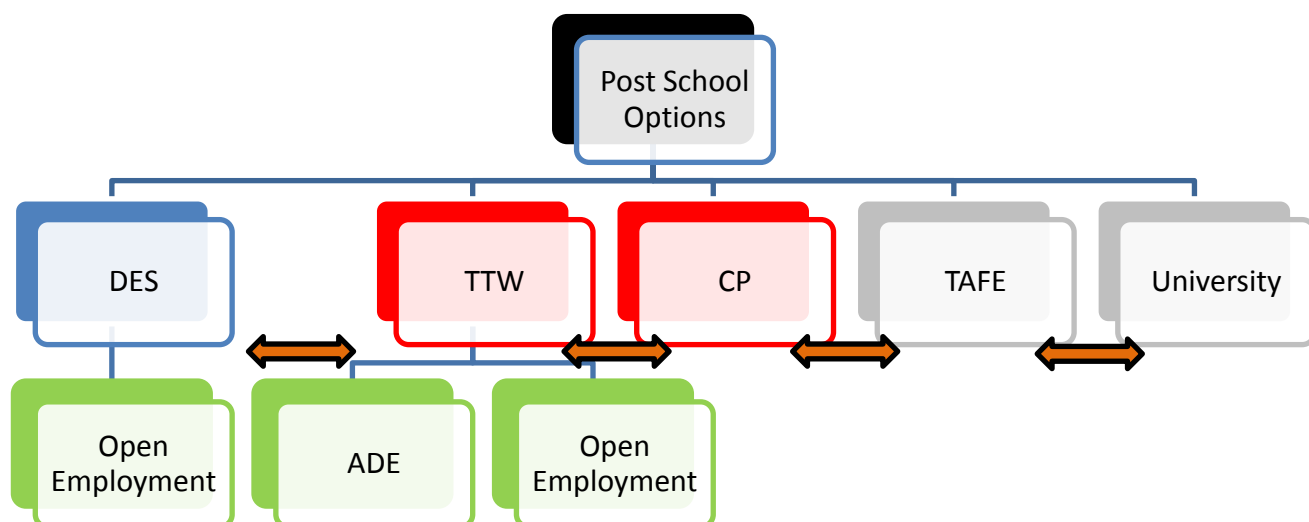 Post School
Options
DES
TTW
CP
TAFE
University
Open
Employment
ADE
Open
Employment